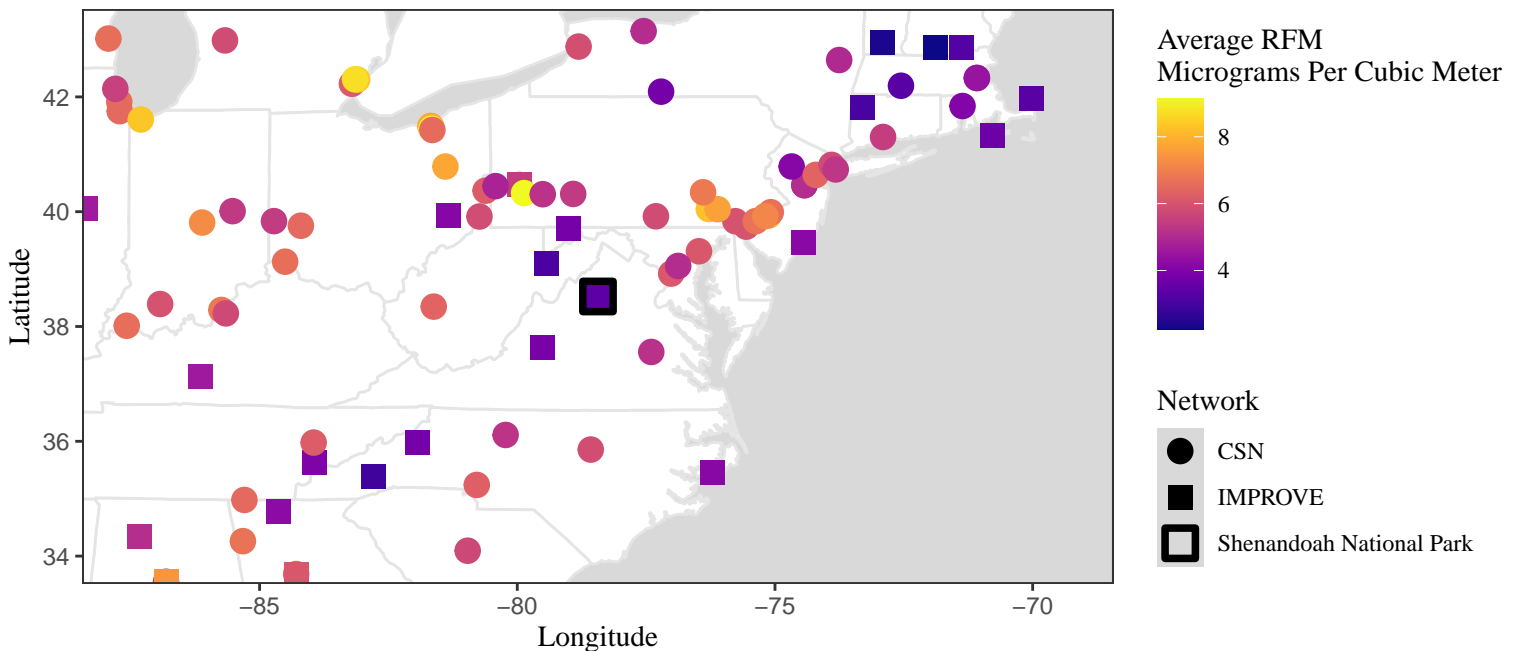 42
40
38
36
34
Latitude
−85
−80
−75
−70
Longitude
Average RFM
Micrograms Per Cubic Meter
8
6
4
Network
CSN
IMPROVE
Shenandoah National Park